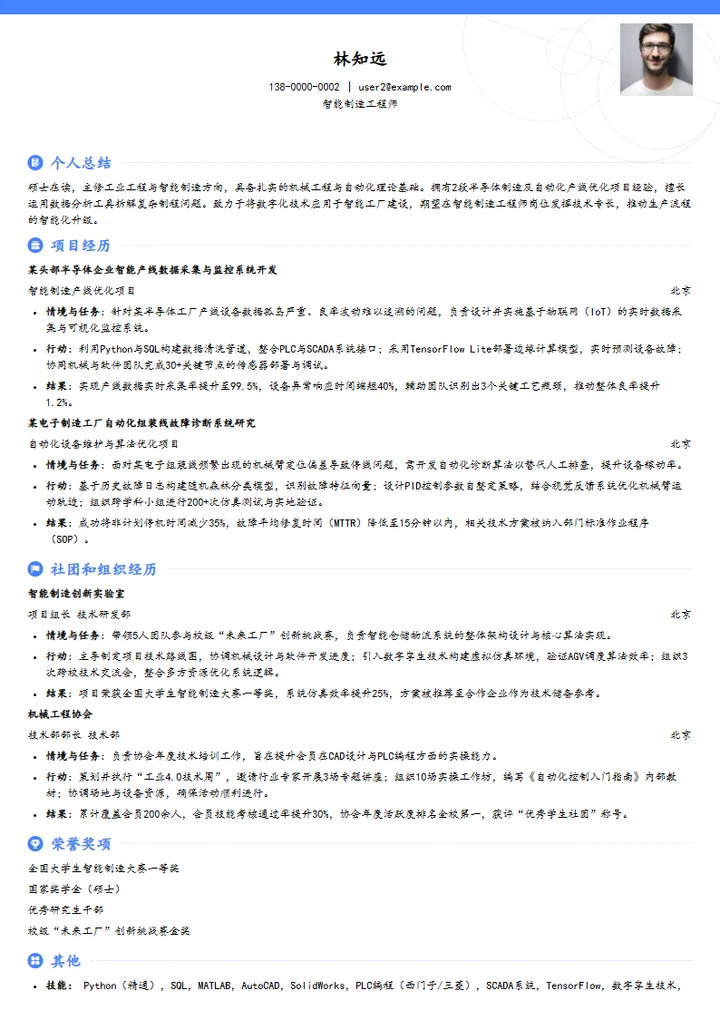 林知远
138-0000-0002 | user2@example.com
智能制造工程师
个人总结
硕士在读，主修工业工程与智能制造方向，具备扎实的机械工程与自动化理论基础。拥有2段半导体制造及自动化产线优化项目经验，擅长
运用数据分析工具拆解复杂制程问题。致力于将数字化技术应用于智能工厂建设，期望在智能制造工程师岗位发挥技术专长，推动生产流程
的智能化升级。
项目经历
某头部半导体企业智能产线数据采集与监控系统开发
智能制造产线优化项目 北京
• 情境与任务：针对某半导体工厂产线设备数据孤岛严重、良率波动难以追溯的问题，负责设计并实施基于物联网（IoT）的实时数据采
集与可视化监控系统。
• 行动：利用Python与SQL构建数据清洗管道，整合PLC与SCADA系统接口；采用TensorFlow Lite部署边缘计算模型，实时预测设备故障；
协同机械与软件团队完成30+关键节点的传感器部署与调试。
• 结果：实现产线数据实时采集率提升至99.5%，设备异常响应时间缩短40%，辅助团队识别出3个关键工艺瓶颈，推动整体良率提升
1.2%。
某电子制造工厂自动化组装线故障诊断系统研究
自动化设备维护与算法优化项目 北京
• 情境与任务：面对某电子组装线频繁出现的机械臂定位偏差导致停线问题，需开发自动化诊断算法以替代人工排查，提升设备稼动率。
• 行动：基于历史故障日志构建随机森林分类模型，识别故障特征向量；设计PID控制参数自整定策略，结合视觉反馈系统优化机械臂运
动轨迹；组织跨学科小组进行200+次仿真测试与实地验证。
• 结果：成功将非计划停机时间减少35%，故障平均修复时间（MTTR）降低至15分钟以内，相关技术方案被纳入部门标准作业程序
（SOP）。
社团和组织经历
智能制造创新实验室
项目组长 技术研发部 北京
• 情境与任务：带领5人团队参与校级“未来工厂”创新挑战赛，负责智能仓储物流系统的整体架构设计与核心算法实现。
• 行动：主导制定项目技术路线图，协调机械设计与软件开发进度；引入数字孪生技术构建虚拟仿真环境，验证AGV调度算法效率；组织3
次跨校技术交流会，整合多方资源优化系统逻辑。
• 结果：项目荣获全国大学生智能制造大赛一等奖，系统仿真效率提升25%，方案被推荐至合作企业作为技术储备参考。
机械工程协会
技术部部长 技术部 北京
• 情境与任务：负责协会年度技术培训工作，旨在提升会员在CAD设计与PLC编程方面的实操能力。
• 行动：策划并执行“工业4.0技术周”，邀请行业专家开展3场专题讲座；组织10场实操工作坊，编写《自动化控制入门指南》内部教
材；协调场地与设备资源，确保活动顺利进行。
• 结果：累计覆盖会员200余人，会员技能考核通过率提升30%，协会年度活跃度排名全校第一，获评“优秀学生社团”称号。
荣誉奖项
全国大学生智能制造大赛一等奖
国家奖学金（硕士）
优秀研究生干部
校级“未来工厂”创新挑战赛金奖
其他
• 技能： Python（精通），SQL，MATLAB，AutoCAD，SolidWorks，PLC编程（西门子/三菱），SCADA系统，TensorFlow，数字孪生技术，